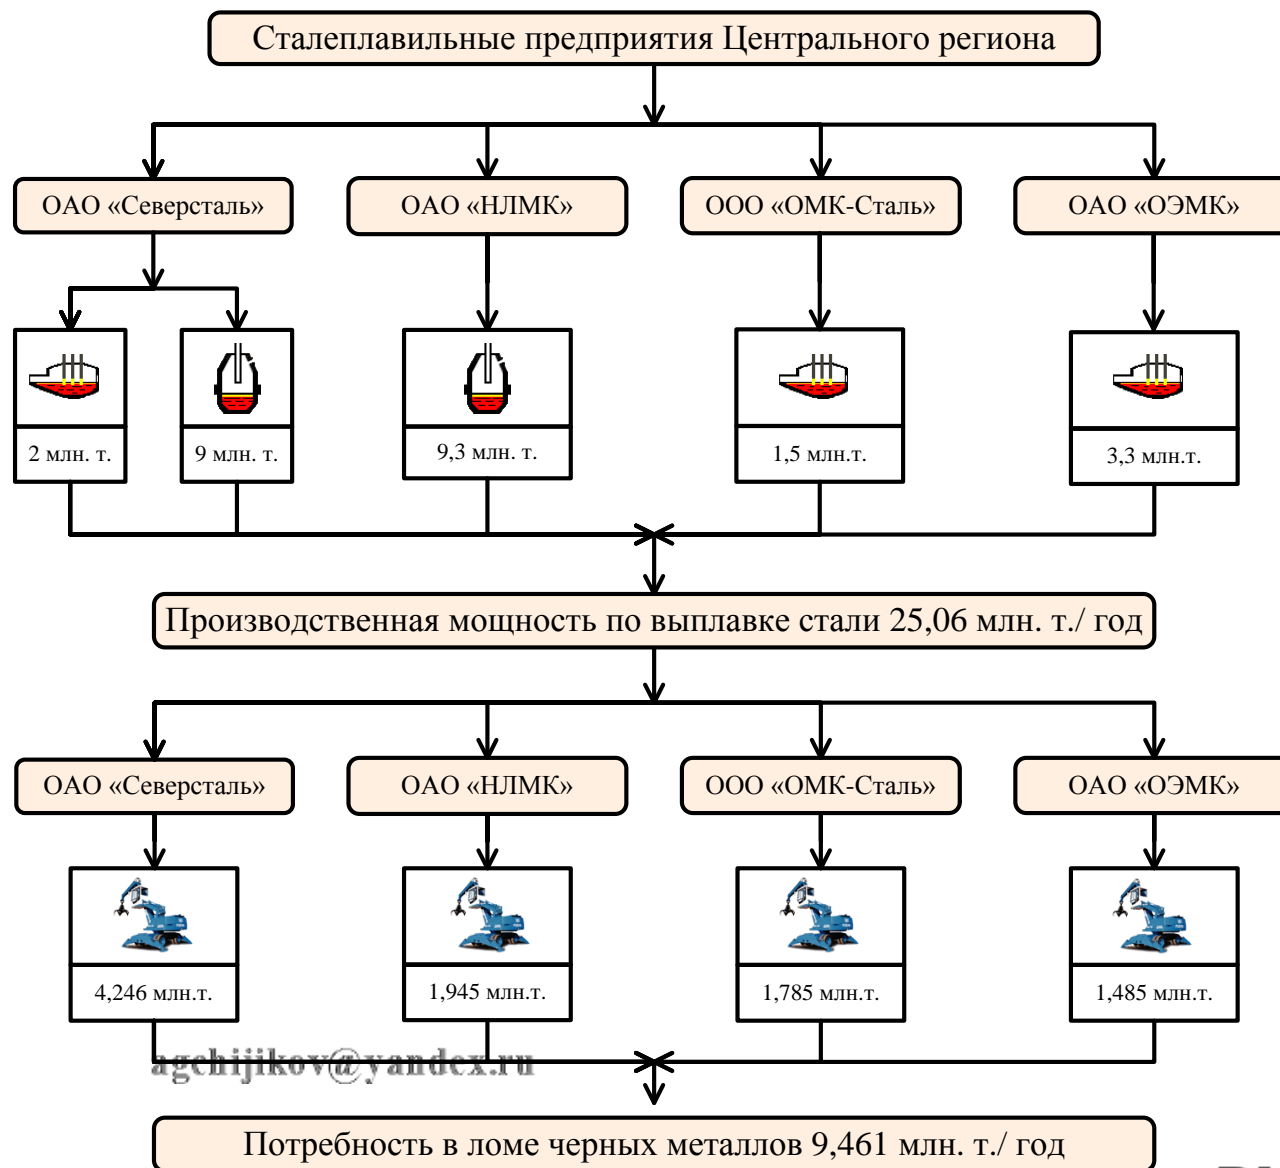 Сталеплавильные предприятия Центрального региона
ОАО «Северсталь»
ОАО «НЛМК»
ООО «ОМК-Сталь»
ОАО «ОЭМК»
2 млн. т.
9 млн. т.
9,3 млн. т.
1,5 млн.т.
3,3 млн.т.
Производственная мощность по выплавке стали 25,06 млн. т./ год
ОАО «Северсталь»
ОАО «НЛМК»
ООО «ОМК-Сталь»
ОАО «ОЭМК»
4,246 млн.т.
1,945 млн.т.
1,785 млн.т.
1,485 млн.т.
agchijikov@yandex.ru
Потребность в ломе черных металлов 9,461 млн. т./ год